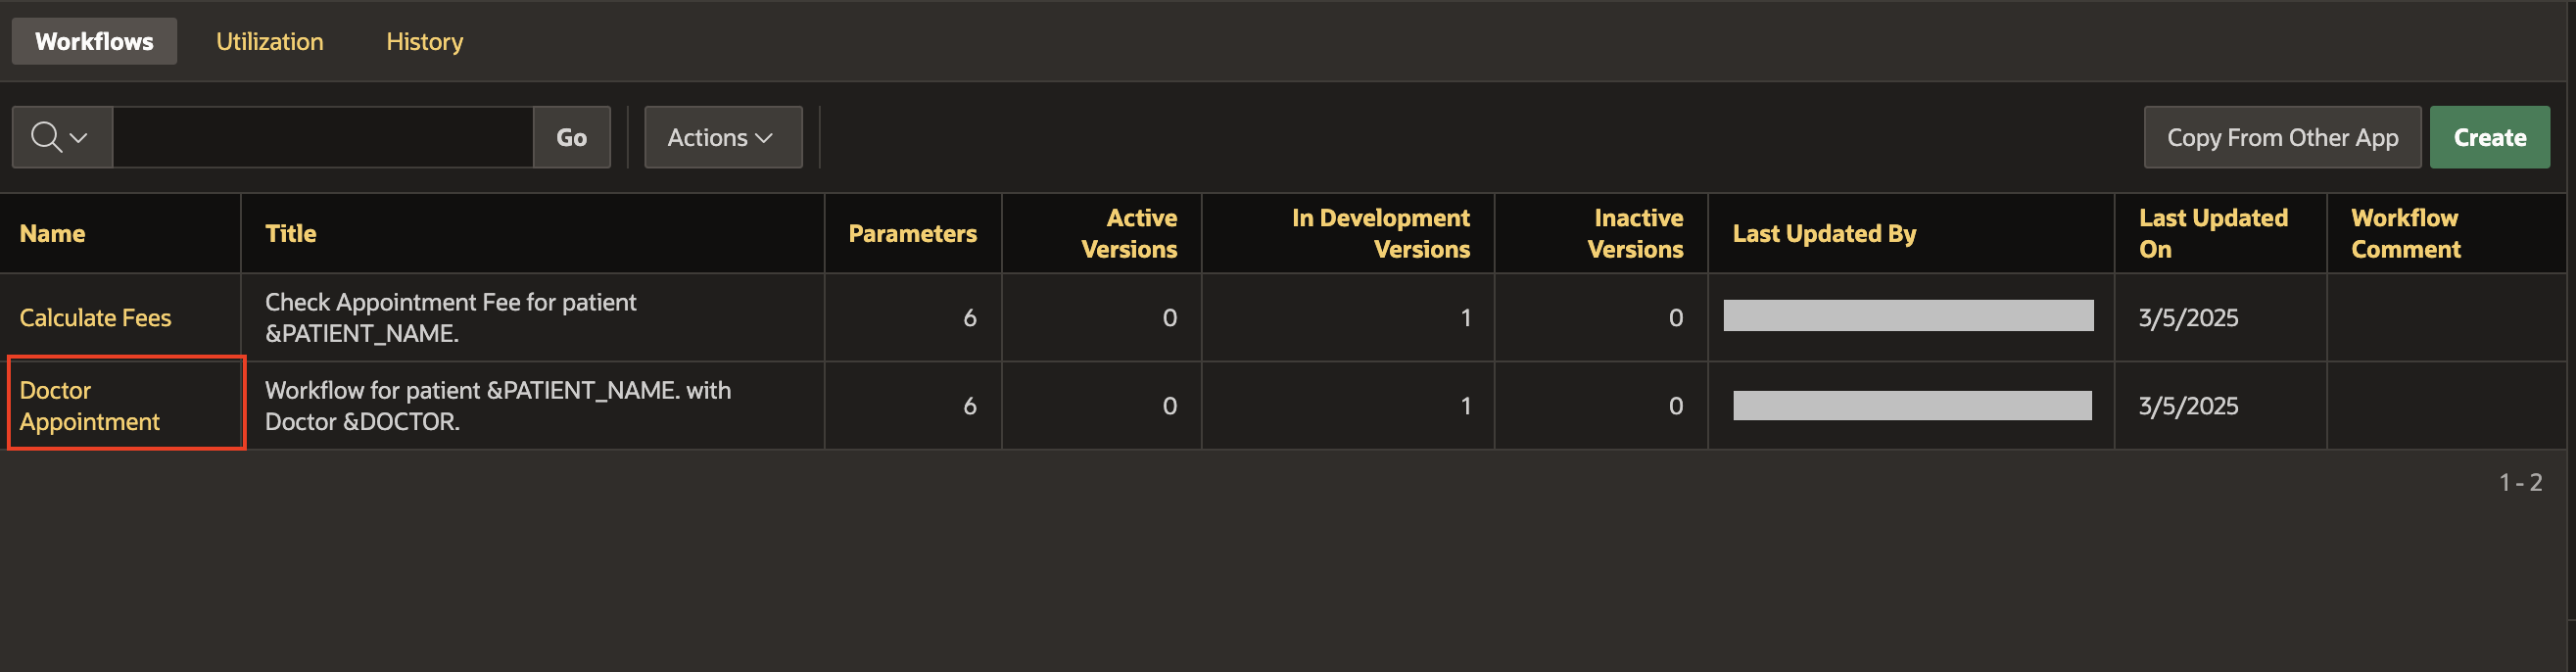 Workflows Utilization History
Go Actions Copy From Other App Create
Name Title Parameters Active Versions In Development Versions Inactive Versions Last Updated By Last Updated On Workflow Comment
Calculate Fees Check Appointment Fee for patient &PATIENT_NAME. 6 0 1 0 3/5/2025
Doctor Appointment Workflow for patient &PATIENT_NAME. with Doctor &DOCTOR. 6 0 1 0 3/5/2025
1 - 2